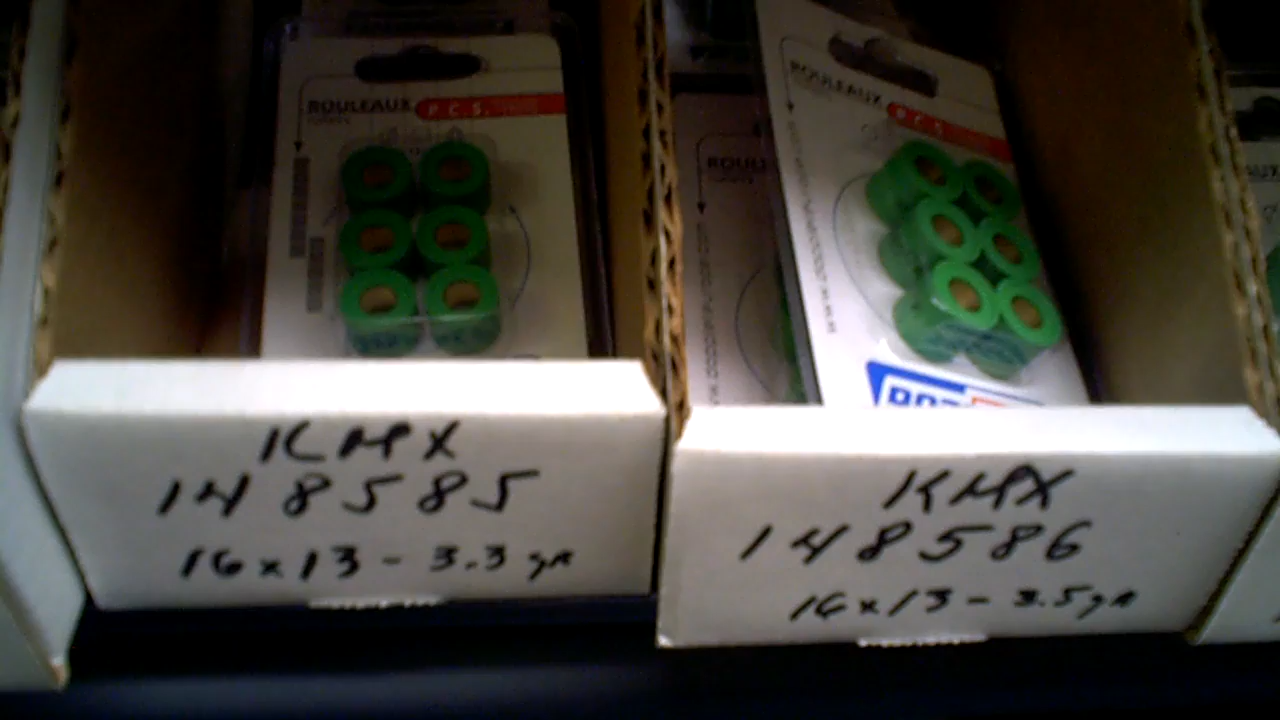 ROULEAUX P.C.S.
KMX
148585
16x13 - 3.3 gr
ROULEAUX P.C.S
KMX
148586
16x13 - 3.5 gr